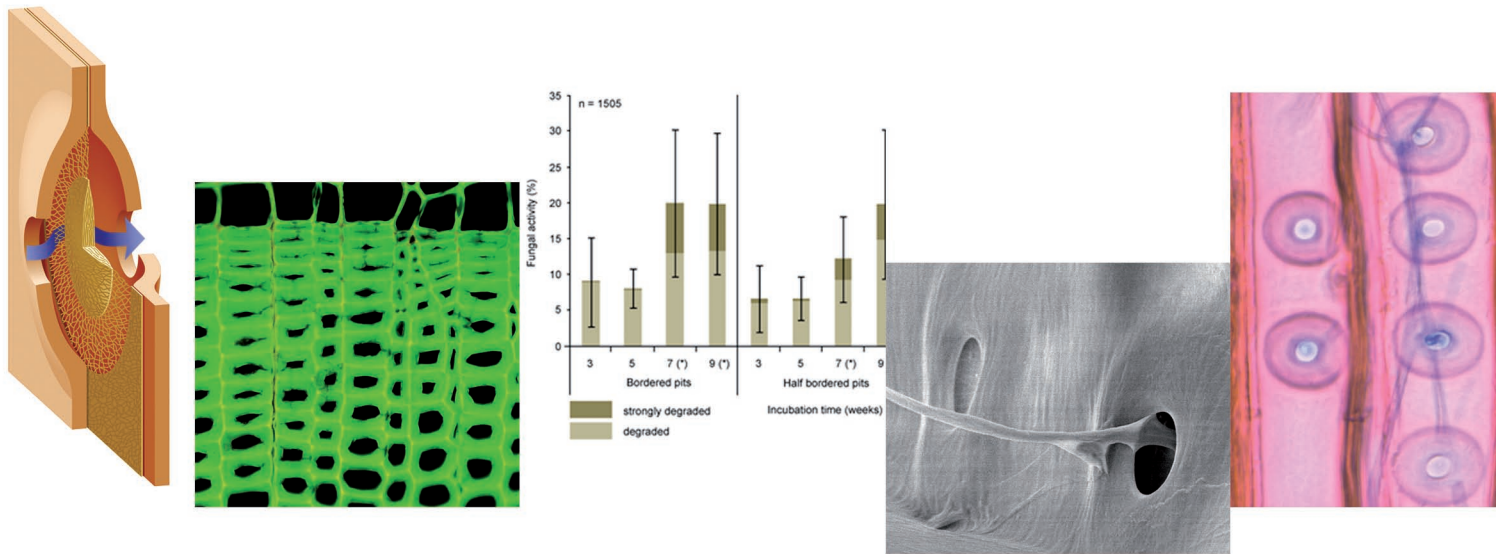 n = 1505
35
30
25
20
15
10
5
0
Fungal activity (%)
3 5 7 (*) 9 (*) 3 5 7 (*) 9
Bordered pits Half bordered pits
strongly degraded Incubation time (weeks)
degraded